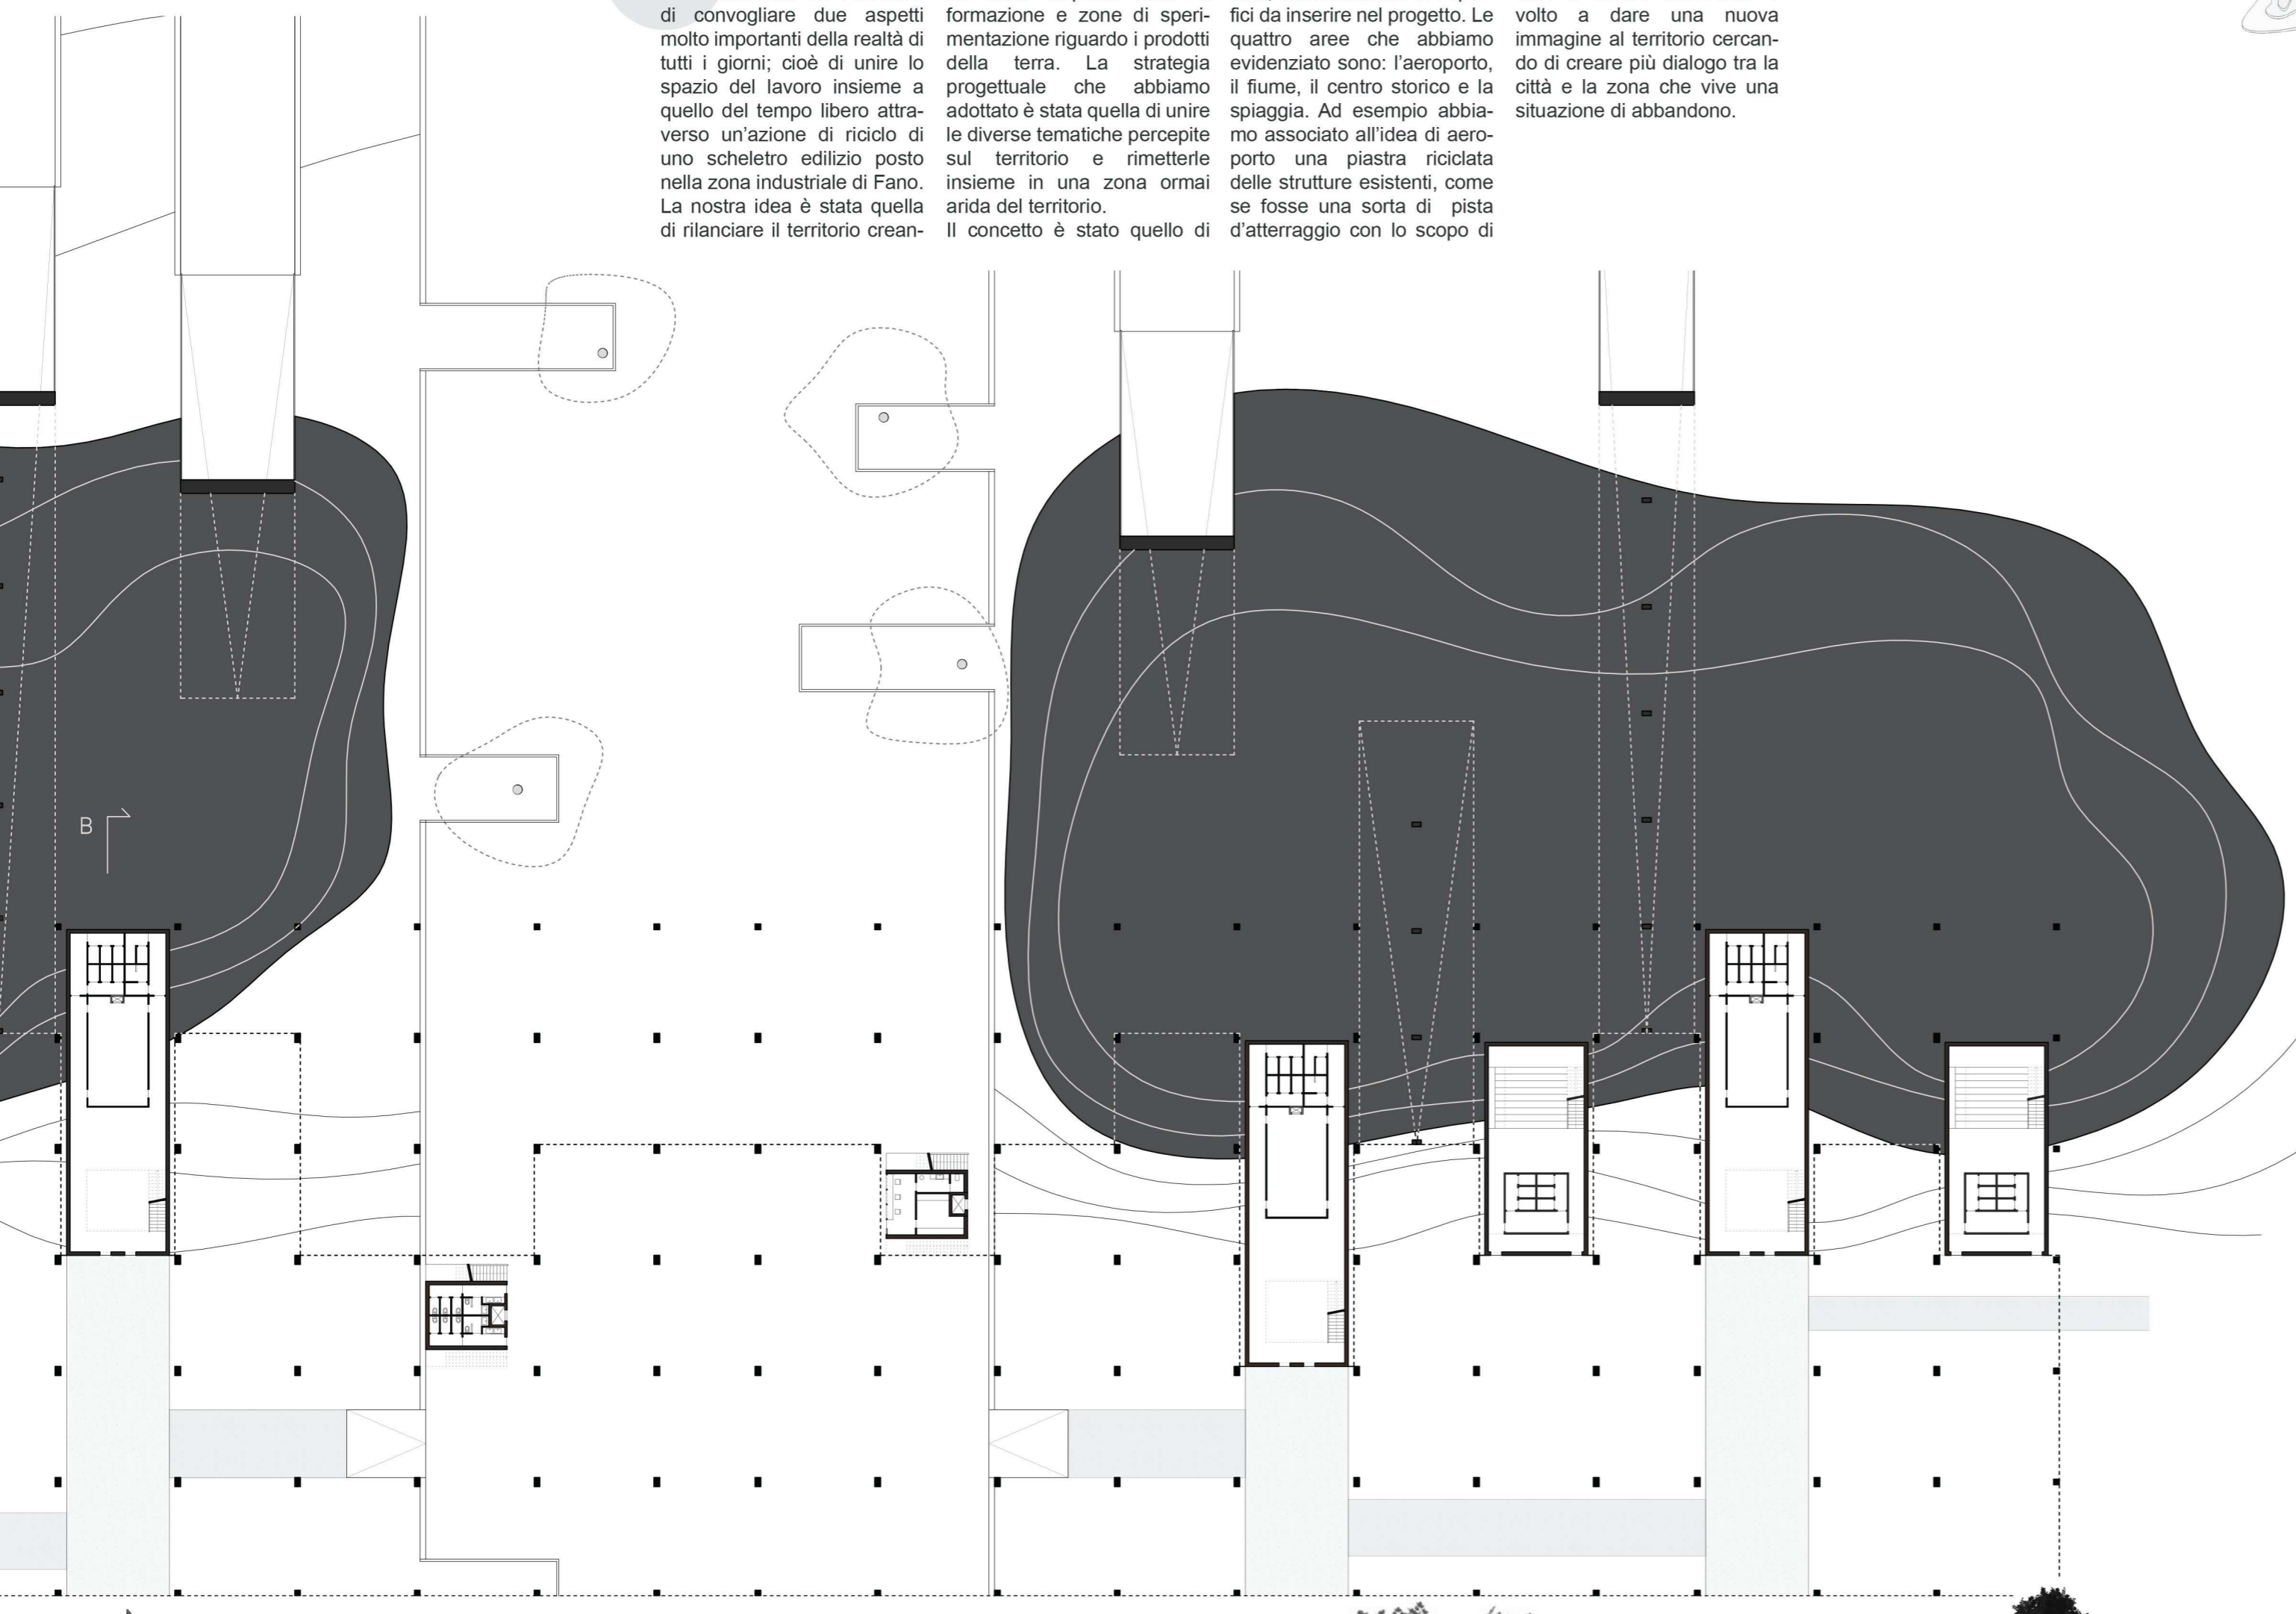 di convogliare due aspetti
molto importanti della realtà di
tutti i giorni; cioè di unire lo
spazio del lavoro insieme a
quello del tempo libero attra-
verso un'azione di riciclo di
uno scheletro edilizio posto
nella zona industriale di Fano.
La nostra idea è stata quella
di rilanciare il territorio crean-
formazione e zone di speri-
mentazione riguardo i prodotti
della terra. La strategia
progettuale che abbiamo
adottato è stata quella di unire
le diverse tematiche percepite
sul territorio e rimetterle
insieme in una zona ormai
arida del territorio.
Il concetto è stato quello di
fici da inserire nel progetto. Le
quattro aree che abbiamo
evidenziato sono: l'aeroporto,
il fiume, il centro storico e la
spiaggia. Ad esempio abbia-
mo associato all'idea di aero-
porto una piastra riciclata
delle strutture esistenti, come
se fosse una sorta di pista
d'atterraggio con lo scopo di
volto a dare una nuova
immagine al territorio cercan-
do di creare più dialogo tra la
città e la zona che vive una
situazione di abbandono.
B